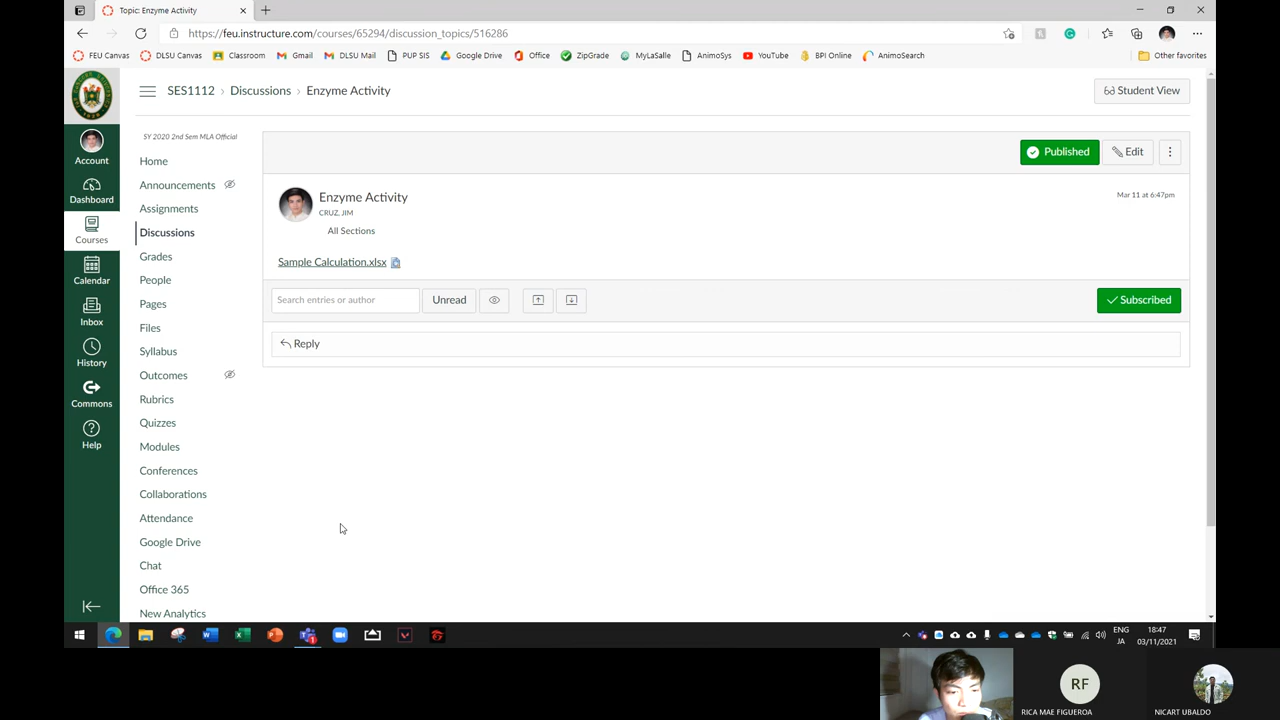 Topic: Enzyme Activity
https://feu.instructure.com/courses/65294/discussion_topics/516286
FEU Canvas DLSU Canvas Classroom Gmail DLSU Mail PUP SIS Google Drive Office ZipGrade MyLaSalle AnimoSys YouTube BPI Online AnimoSearch Other favorites
SES1112 › Discussions › Enzyme Activity
Student View
Account
Dashboard
Courses
Calendar
Inbox
History
Commons
Help
SY 2020 2nd Sem MLA Official
Home
Announcements
Assignments
Discussions
Grades
People
Pages
Files
Syllabus
Outcomes
Rubrics
Quizzes
Modules
Conferences
Collaborations
Attendance
Google Drive
Chat
Office 365
New Analytics
Published Edit
Enzyme Activity
Mar 11 at 6:47pm
CRUZ, JIM
All Sections
Sample Calculation.xlsx
Search entries or author Unread Subscribed
Reply
ENG 18:47
JA 03/11/2021
RF
RICA MAE FIGUEROA NICART UBALDO